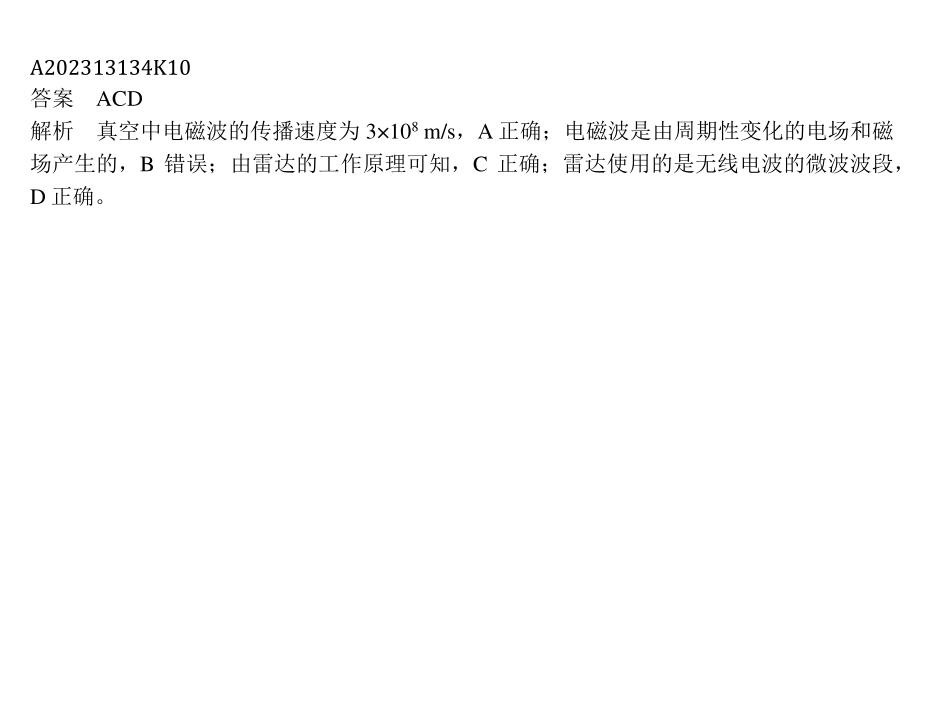 A202313134K10
答案　ACD
解析　真空中电磁波的传播速度为 3×10⁸ m/s，A 正确；电磁波是由周期性变化的电场和磁
场产生的，B 错误；由雷达的工作原理可知，C 正确；雷达使用的是无线电波的微波波段，
D 正确。